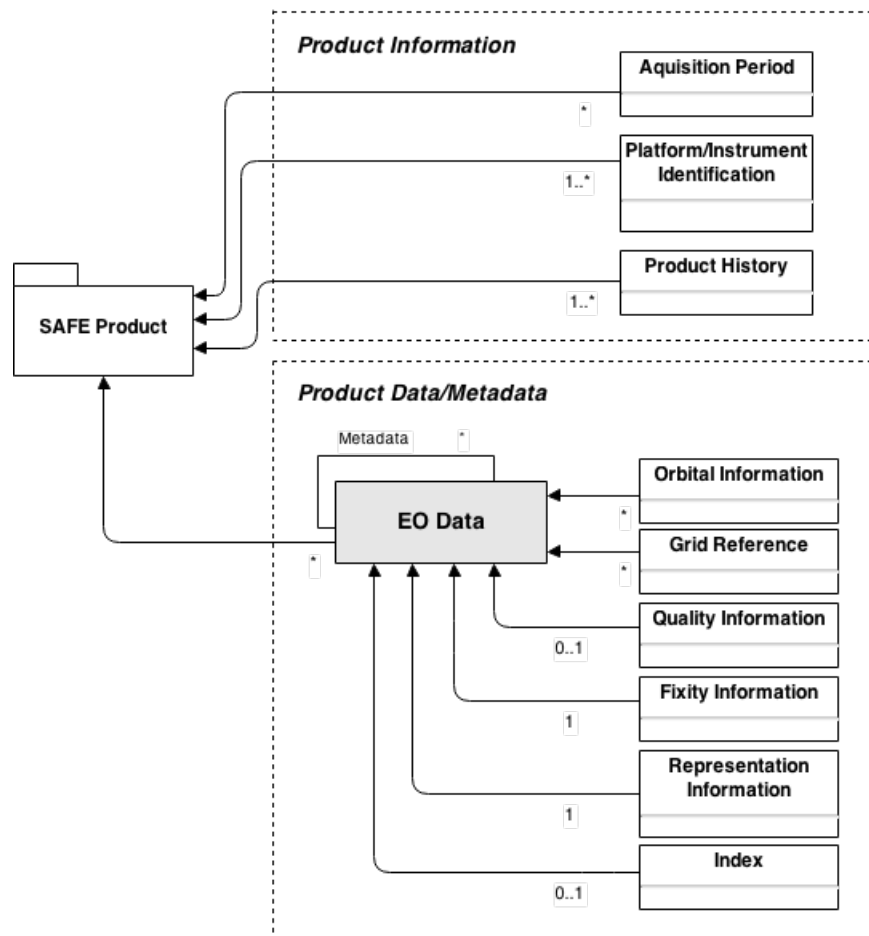 Product Information
Aquisition Period
*
Platform/Instrument
Identification
1..*
Product History
1..*
SAFE Product
Product Data/Metadata
Metadata
*
EO Data
*
Orbital Information
*
Grid Reference
*
Quality Information
0..1
Fixity Information
1
Representation
Information
1
Index
0..1